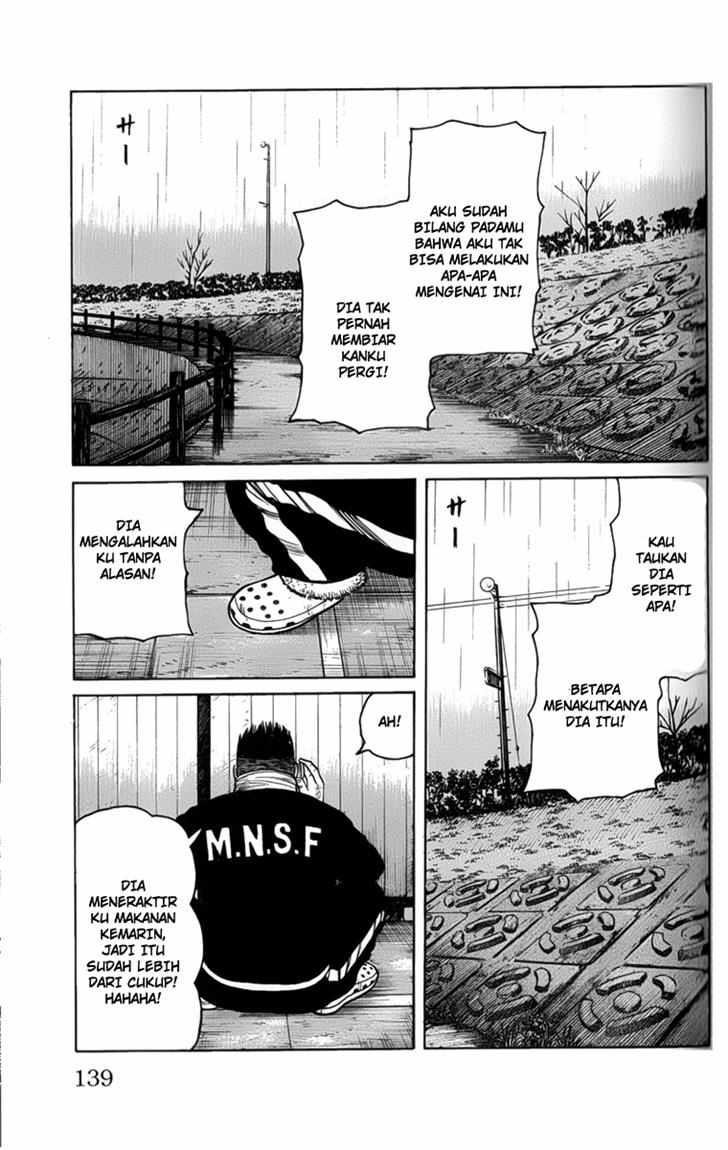 ザー
AKU SUDAH
BILANG PADAMU
BAHWA AKU TAK
BISA MELAKUKAN
APA-APA
MENGENAI INI!
DIA TAK
PERNAH
MEMBIAR
KANKU
PERGI!
ザー
KAU
TAUKAN
DIA
SEPERTI
APA!
BETAPA
MENAKUTKANYA
DIA ITU!
DIA
MENGALAHKAN
KU TANPA
ALASAN!
AH!
M.N.S.F
DIA
MENERAKTIR
KU MAKANAN
KEMARIN,
JADI ITU
SUDAH LEBIH
DARI CUKUP!
HAHAHA!
139